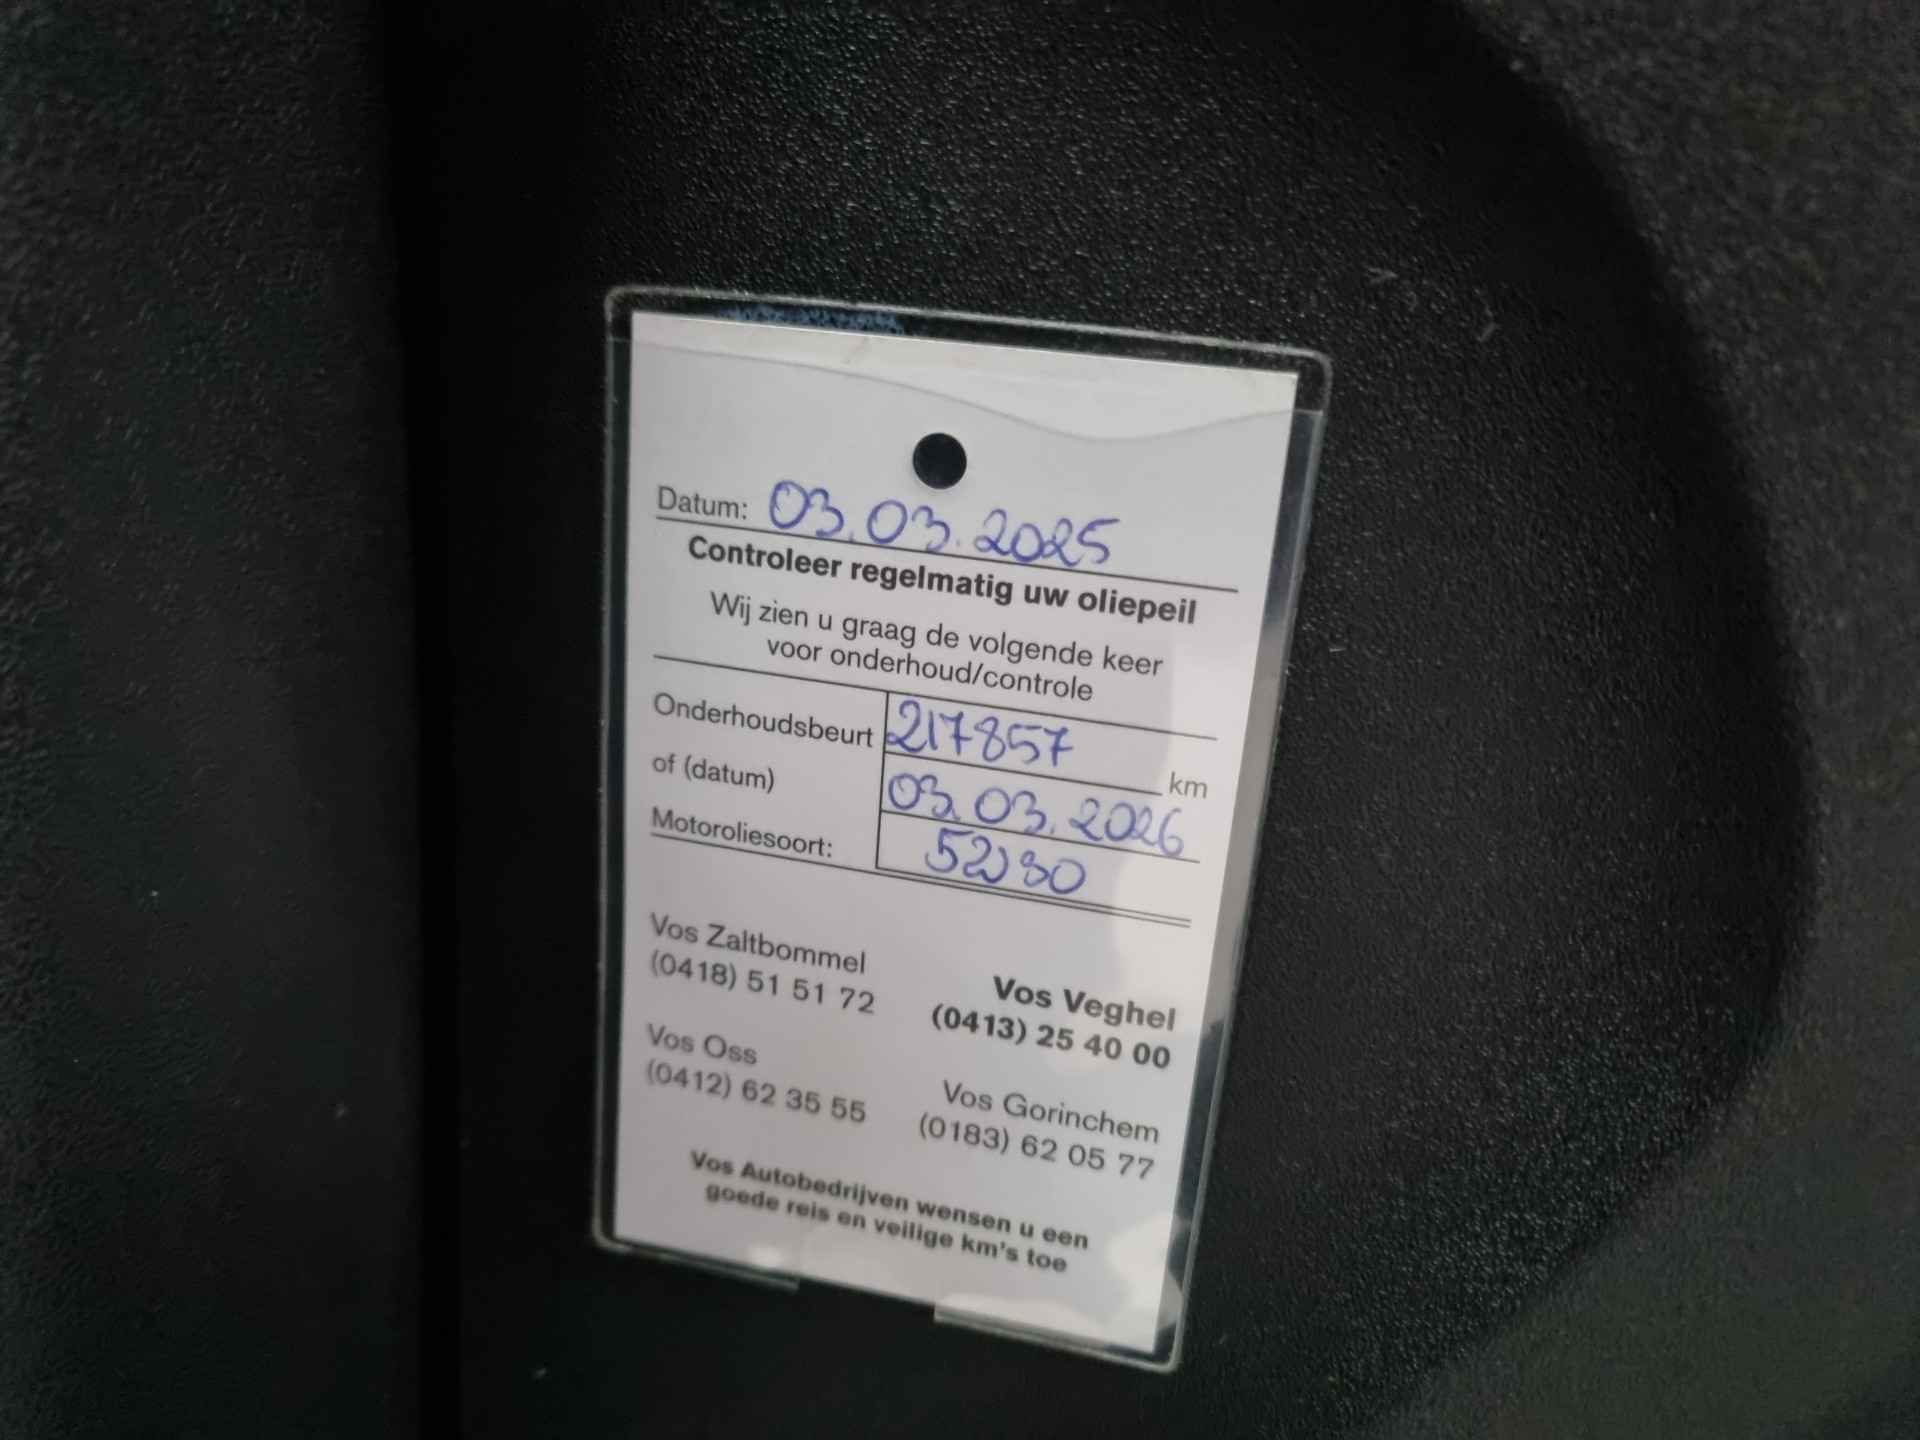 Datum: 03.03.2025
Controleer regelmatig uw oliepeil
Wij zien u graag de volgende keer
voor onderhoud/controle
Onderhoudsbeurt 217857 km
of (datum) 03.03.2026
Motoroliesoort: 5W30
Vos Zaltbommel
(0418) 51 51 72
Vos Veghel
(0413) 25 40 00
Vos Oss
(0412) 62 35 55
Vos Gorinchem
(0183) 62 05 77
Vos Autobedrijven wensen u een
goede reis en veilige km's toe